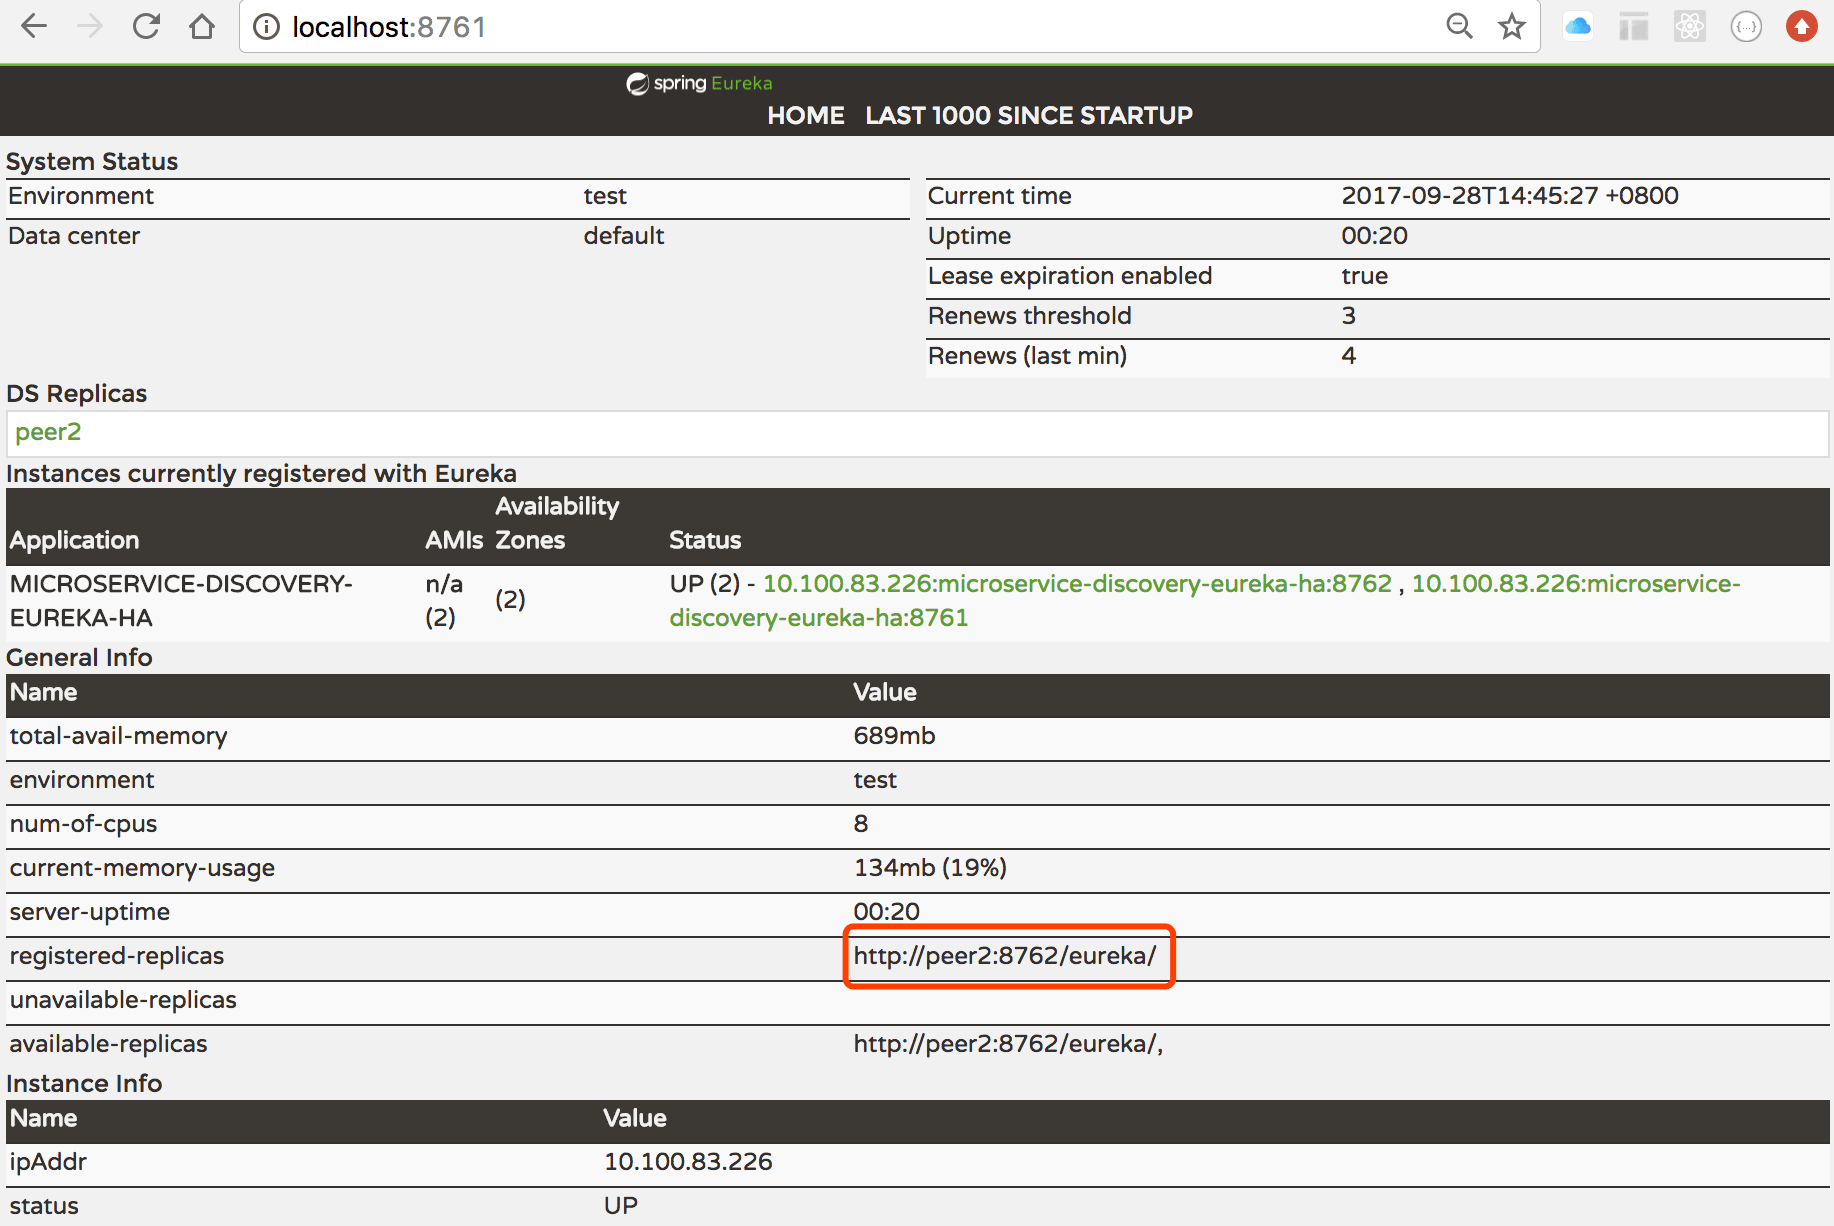 localhost:8761
spring Eureka
HOME LAST 1000 SINCE STARTUP
System Status
Environment test
Data center default
Current time 2017-09-28T14:45:27 +0800
Uptime 00:20
Lease expiration enabled true
Renews threshold 3
Renews (last min) 4
DS Replicas
peer2
Instances currently registered with Eureka
Application AMIs Availability Zones Status
MICROSERVICE-DISCOVERY-EUREKA-HA n/a (2) (2) UP (2) - 10.100.83.226:microservice-discovery-eureka-ha:8762 , 10.100.83.226:microservice-discovery-eureka-ha:8761
General Info
Name Value
total-avail-memory 689mb
environment test
num-of-cpus 8
current-memory-usage 134mb (19%)
server-uptime 00:20
registered-replicas http://peer2:8762/eureka/
unavailable-replicas
available-replicas http://peer2:8762/eureka/,
Instance Info
Name Value
ipAddr 10.100.83.226
status UP